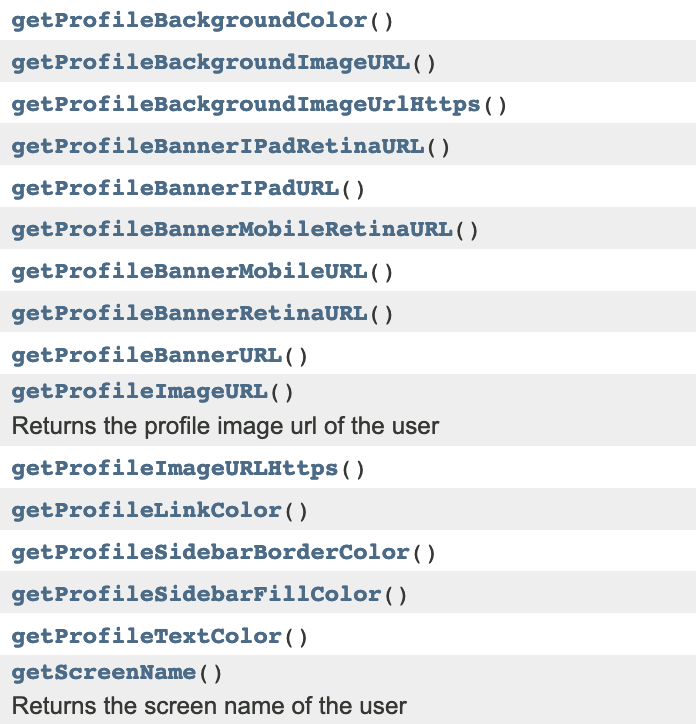 getProfileBackgroundColor()
getProfileBackgroundImageURL()
getProfileBackgroundImageUrlHttps()
getProfileBannerIPadRetinaURL()
getProfileBannerIPadURL()
getProfileBannerMobileRetinaURL()
getProfileBannerMobileURL()
getProfileBannerRetinaURL()
getProfileBannerURL()
getProfileImageURL()
Returns the profile image url of the user
getProfileImageURLHttps()
getProfileLinkColor()
getProfileSidebarBorderColor()
getProfileSidebarFillColor()
getProfileTextColor()
getScreenName()
Returns the screen name of the user